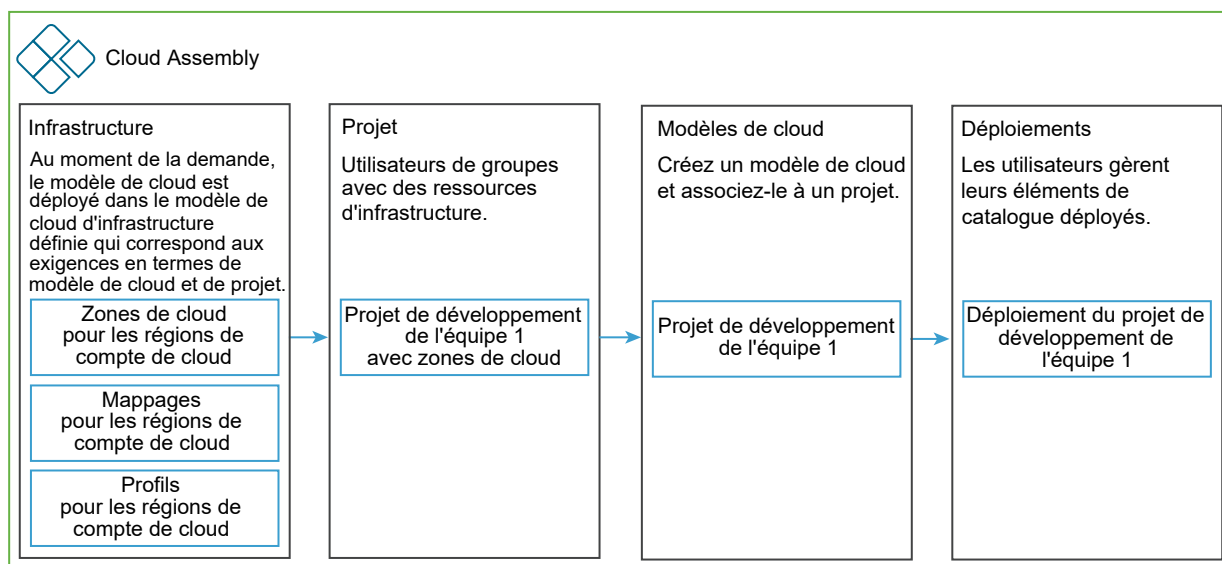 Cloud Assembly
Infrastructure
Au moment de la demande,
le modèle de cloud est
déployé dans le modèle de
cloud d'infrastructure
définie qui correspond aux
exigences en termes de
modèle de cloud et de projet.
Zones de cloud
pour les régions de
compte de cloud
Mappages
pour les régions de
compte de cloud
Profils
pour les régions de
compte de cloud
Projet
Utilisateurs de groupes
avec des ressources
d'infrastructure.
Projet de développement
de l'équipe 1
avec zones de cloud
Modèles de cloud
Créez un modèle de cloud
et associez-le à un projet.
Projet de développement
de l'équipe 1
Déploiements
Les utilisateurs gèrent
leurs éléments de
catalogue déployés.
Déploiement du projet de
développement de
l'équipe 1